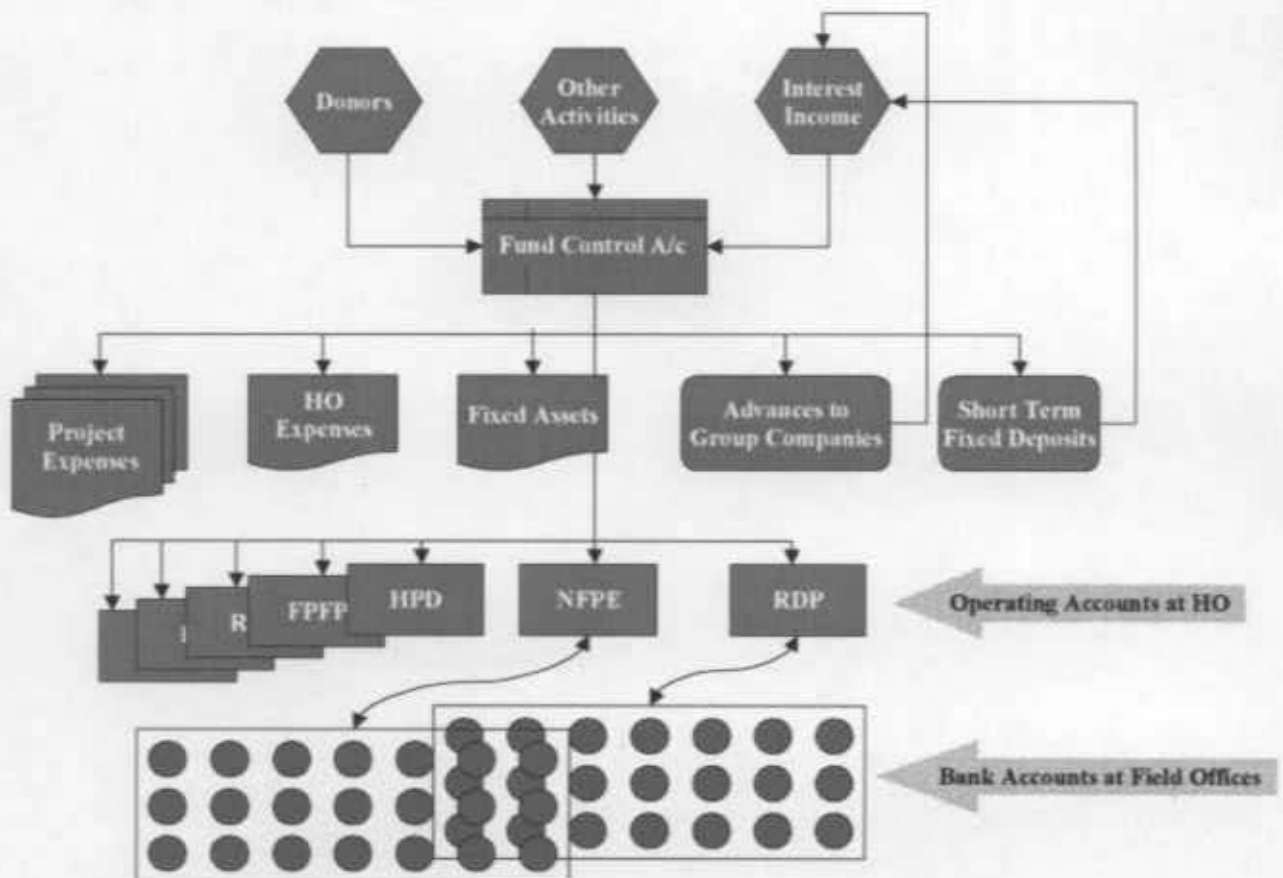 Donors
Other
Activities
Interest
Income
Fund Control A/c
Project
Expenses
HO
Expenses
Fixed Assets
Advances to
Group Companies
Short Term
Fixed Deposits
R
FPFP
HPD
NFPE
RDP
Operating Accounts at HO
Bank Accounts at Field Offices